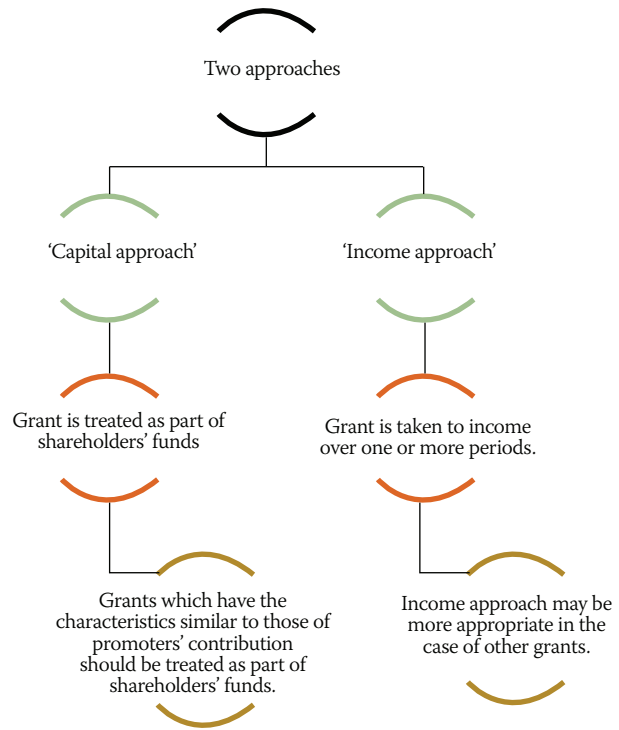 Two approaches
‘Capital approach’
‘Income approach’
Grant is treated as part of
shareholders’ funds
Grant is taken to income
over one or more periods.
Grants which have the
characteristics similar to those of
promoters’ contribution
should be treated as part of
shareholders’ funds.
Income approach may be
more appropriate in the
case of other grants.